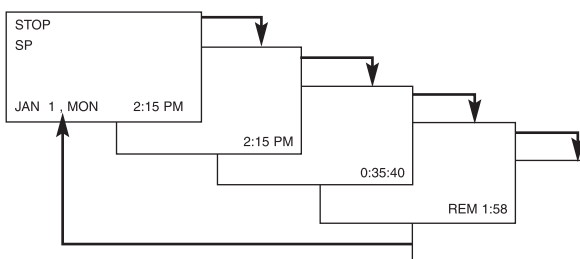 STOP
SP
JAN 1 , MON 2:15 PM
2:15 PM
0:35:40
REM 1:58